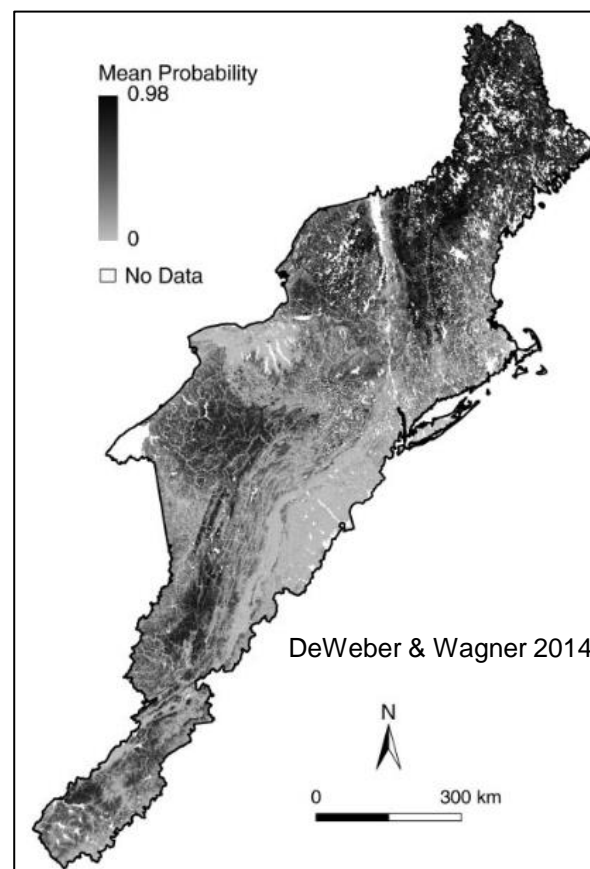 Mean Probability
0.98
0
No Data
DeWeber & Wagner 2014
N
0 300 km